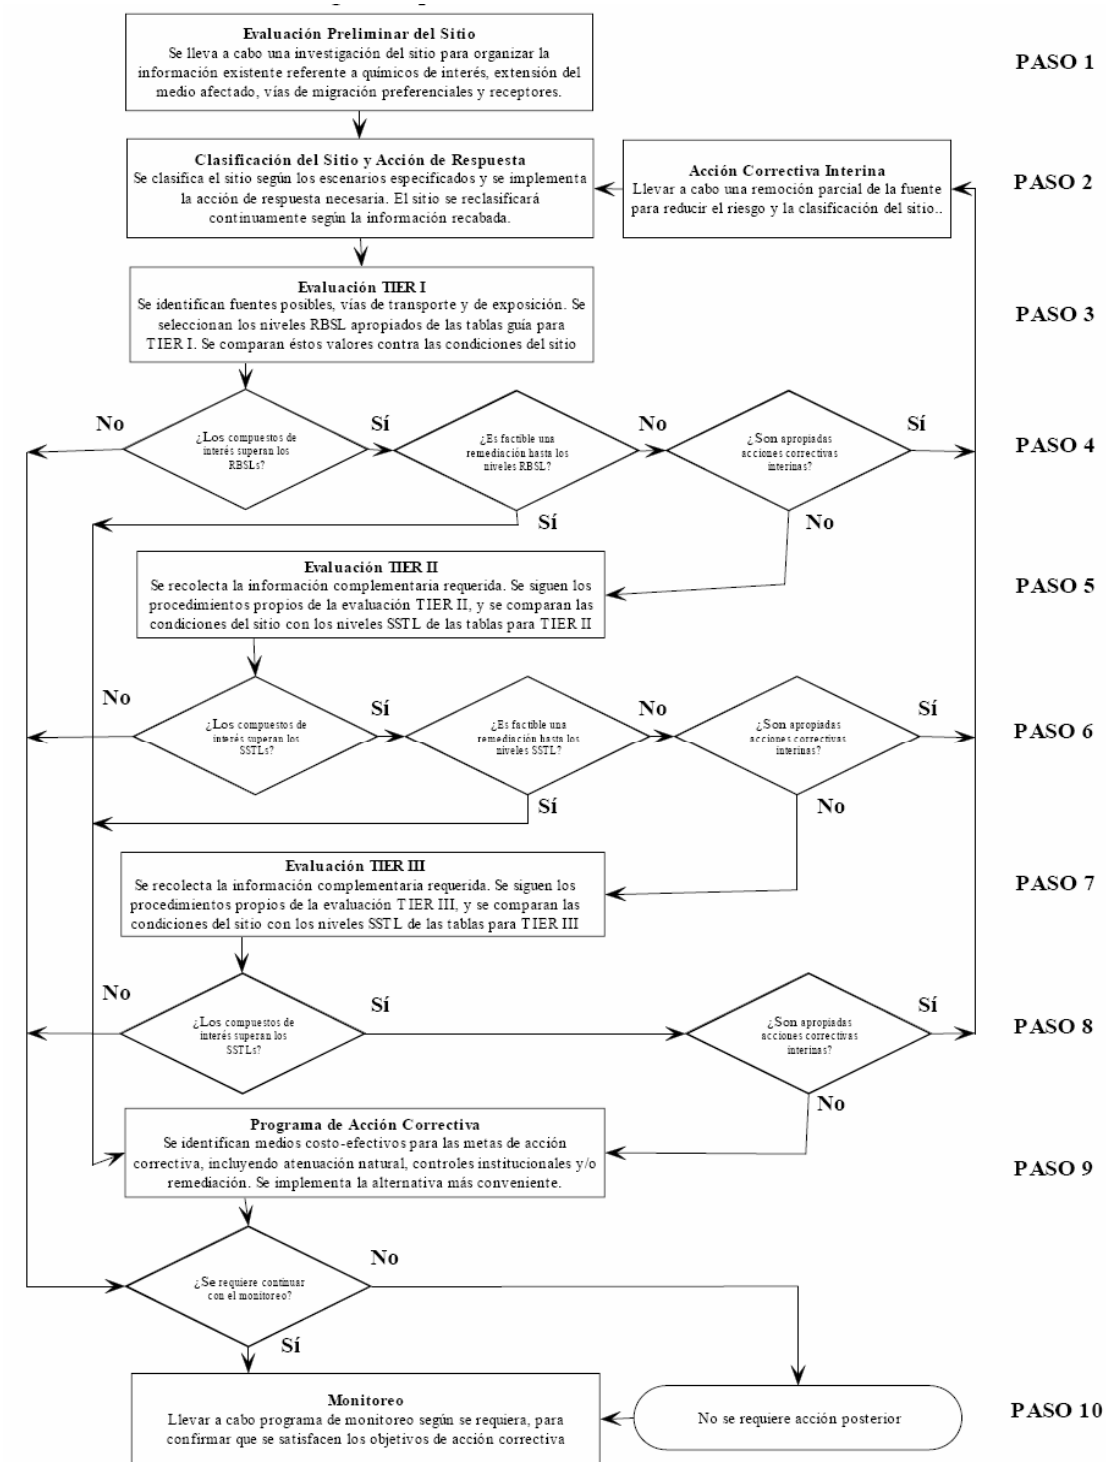 Evaluación Preliminar del Sitio
Se lleva a cabo una investigación del sitio para organizar la
información existente referente a químicos de interés, extensión del
medio afectado, vías de migración preferenciales y receptores.
PASO 1
Clasificación del Sitio y Acción de Respuesta
Se clasifica el sitio según los escenarios especificados y se implementa
la acción de respuesta necesaria. El sitio se reclasificará
continuamente según la información recabada.
Acción Correctiva Interina
Llevar a cabo una remoción parcial de la fuente
para reducir el riesgo y la clasificación del sitio..
PASO 2
Evaluación TIER I
Se identifican fuentes posibles, vías de transporte y de exposición. Se
seleccionan los niveles RBSL apropiados de las tablas guía para
TIER I. Se comparan éstos valores contra las condiciones del sitio
PASO 3
No
¿Los compuestos de
interés superan los
RBSLs?
Sí
¿Es factible una
remediación hasta los
niveles RBSL?
No
¿Son apropiadas
acciones correctivas
interinas?
Sí
PASO 4
Sí
No
Evaluación TIER II
Se recolecta la información complementaria requerida. Se siguen los
procedimientos propios de la evaluación TIER II, y se comparan las
condiciones del sitio con los niveles SSTL de las tablas para TIER II
PASO 5
No
¿Los compuestos de
interés superan los
SSTLs?
Sí
¿Es factible una
remediación hasta los
niveles SSTL?
No
¿Son apropiadas
acciones correctivas
interinas?
Sí
PASO 6
Sí
No
Evaluación TIER III
Se recolecta la información complementaria requerida. Se siguen los
procedimientos propios de la evaluación TIER III, y se comparan las
condiciones del sitio con los niveles SSTL de las tablas para TIER III
PASO 7
No
¿Los compuestos de
interés superan los
SSTLs?
Sí
¿Son apropiadas
acciones correctivas
interinas?
Sí
PASO 8
No
Programa de Acción Correctiva
Se identifican medios costo-efectivos para las metas de acción
correctiva, incluyendo atenuación natural, controles institucionales y/o
remediación. Se implementa la alternativa más conveniente.
PASO 9
¿Se requiere continuar
con el monitoreo?
No
Sí
Monitoreo
Llevar a cabo programa de monitoreo según se requiera, para
confirmar que se satisfacen los objetivos de acción correctiva
No se requiere acción posterior
PASO 10